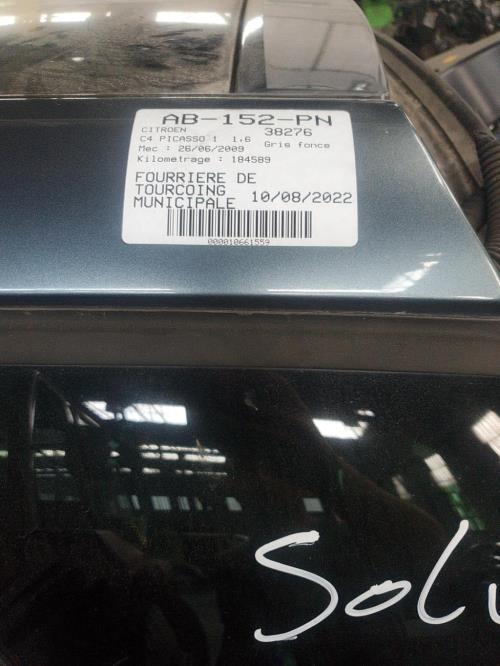 AB-152-PN
CITROEN 38276
C4 PICASSO 1 1.6 Gris fonce
Mec : 26/06/2009
Kilometrage : 184589
FOURRIERE DE
TOURCOING
MUNICIPALE 10/08/2022
000010661559